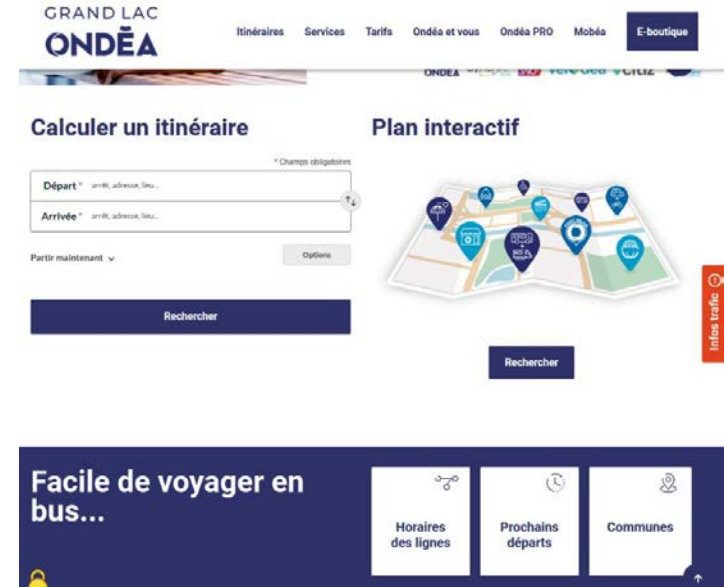 GRAND LAC
ONDĒA
Itinéraires Services Tarifs Ondéa et vous Ondéa PRO Mobéa E-boutique
ONDEA
Calculer un itinéraire
Plan interactif
* Champs obligatoires
Départ * arrêt, adresse, lieu...
Arrivée * arrêt, adresse, lieu...
Partir maintenant
Options
Rechercher
Rechercher
Infos trafic
Facile de voyager en
bus...
Horaires
des lignes
Prochains
départs
Communes